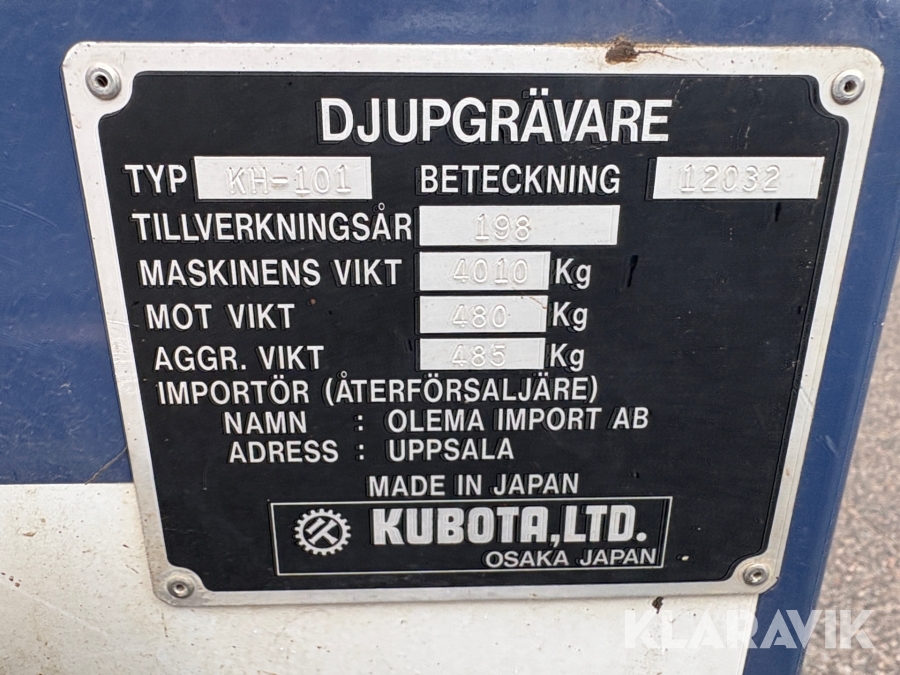 DJUPGRÄVARE
TYP KH-101 BETECKNING 12032
TILLVERKNINGSÅR 198
MASKINENS VIKT 4010 Kg
MOT VIKT 480 Kg
AGGR. VIKT 485 Kg
IMPORTÖR (ÅTERFÖRSALJÄRE)
NAMN : OLEMA IMPORT AB
ADRESS : UPPSALA
MADE IN JAPAN
KUBOTA,LTD.
OSAKA JAPAN
KLARAVIK